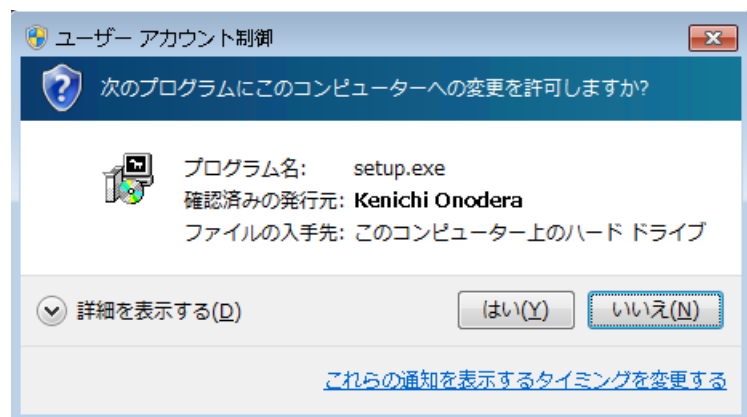 ユーザー アカウント制御
次のプログラムにこのコンピューターへの変更を許可しますか?
プログラム名: setup.exe
確認済みの発行元: Kenichi Onodera
ファイルの入手先: このコンピューター上のハード ドライブ
詳細を表示する(D)
はい(Y)
いいえ(N)
これらの通知を表示するタイミングを変更する